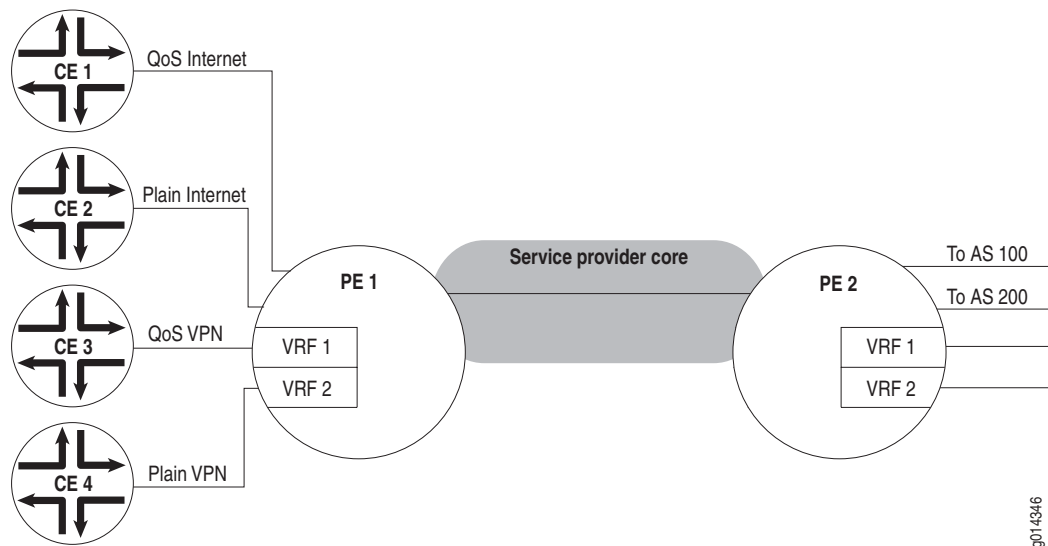 CE 1
QoS Internet
CE 2
Plain Internet
CE 3
QoS VPN
CE 4
Plain VPN
PE 1
VRF 1
VRF 2
Service provider core
PE 2
VRF 1
VRF 2
To AS 100
To AS 200
g014346